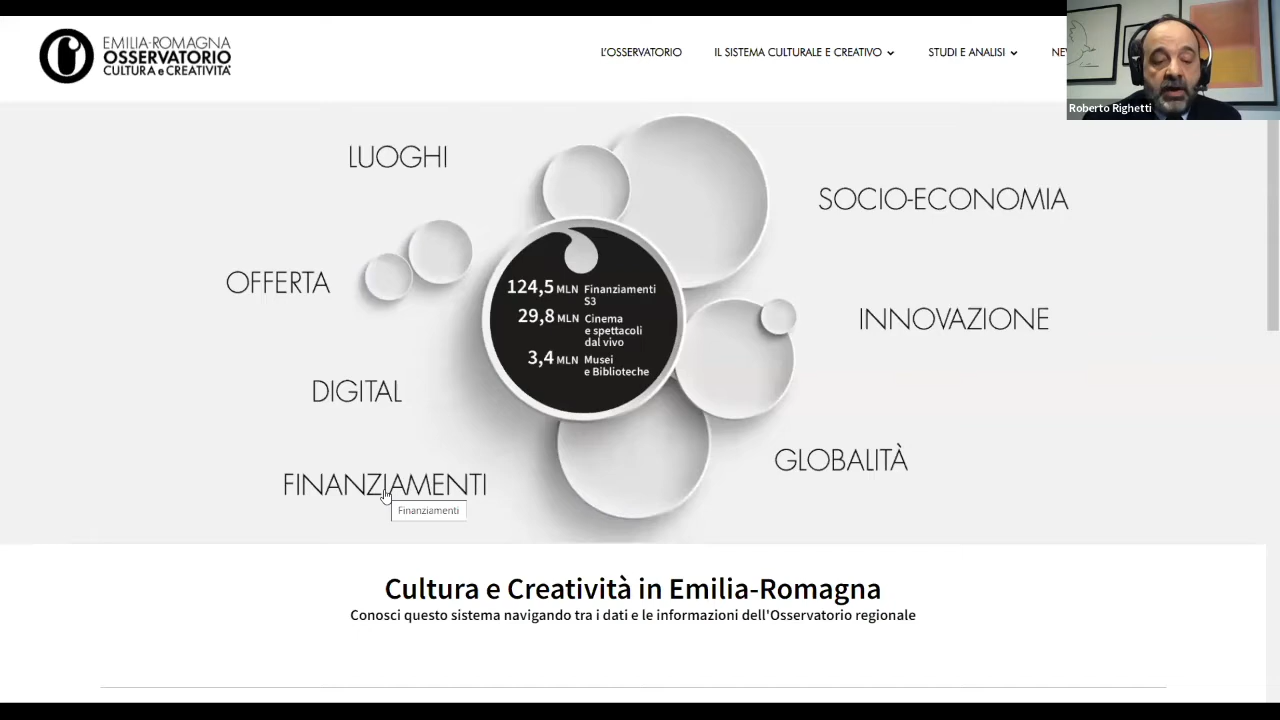 EMILIA-ROMAGNA
OSSERVATORIO
CULTURA e CREATIVITA'
L'OSSERVATORIO
IL SISTEMA CULTURALE E CREATIVO
STUDI E ANALISI
Roberto Righetti
LUOGHI
SOCIO-ECONOMIA
OFFERTA
INNOVAZIONE
124,5 MLN Finanziamenti
S3
29,8 MLN Cinema
e spettacoli
dal vivo
3,4 MLN Musei
e Biblioteche
DIGITAL
GLOBALITÀ
FINANZIAMENTI
Finanziamenti
Cultura e Creatività in Emilia-Romagna
Conosci questo sistema navigando tra i dati e le informazioni dell'Osservatorio regionale